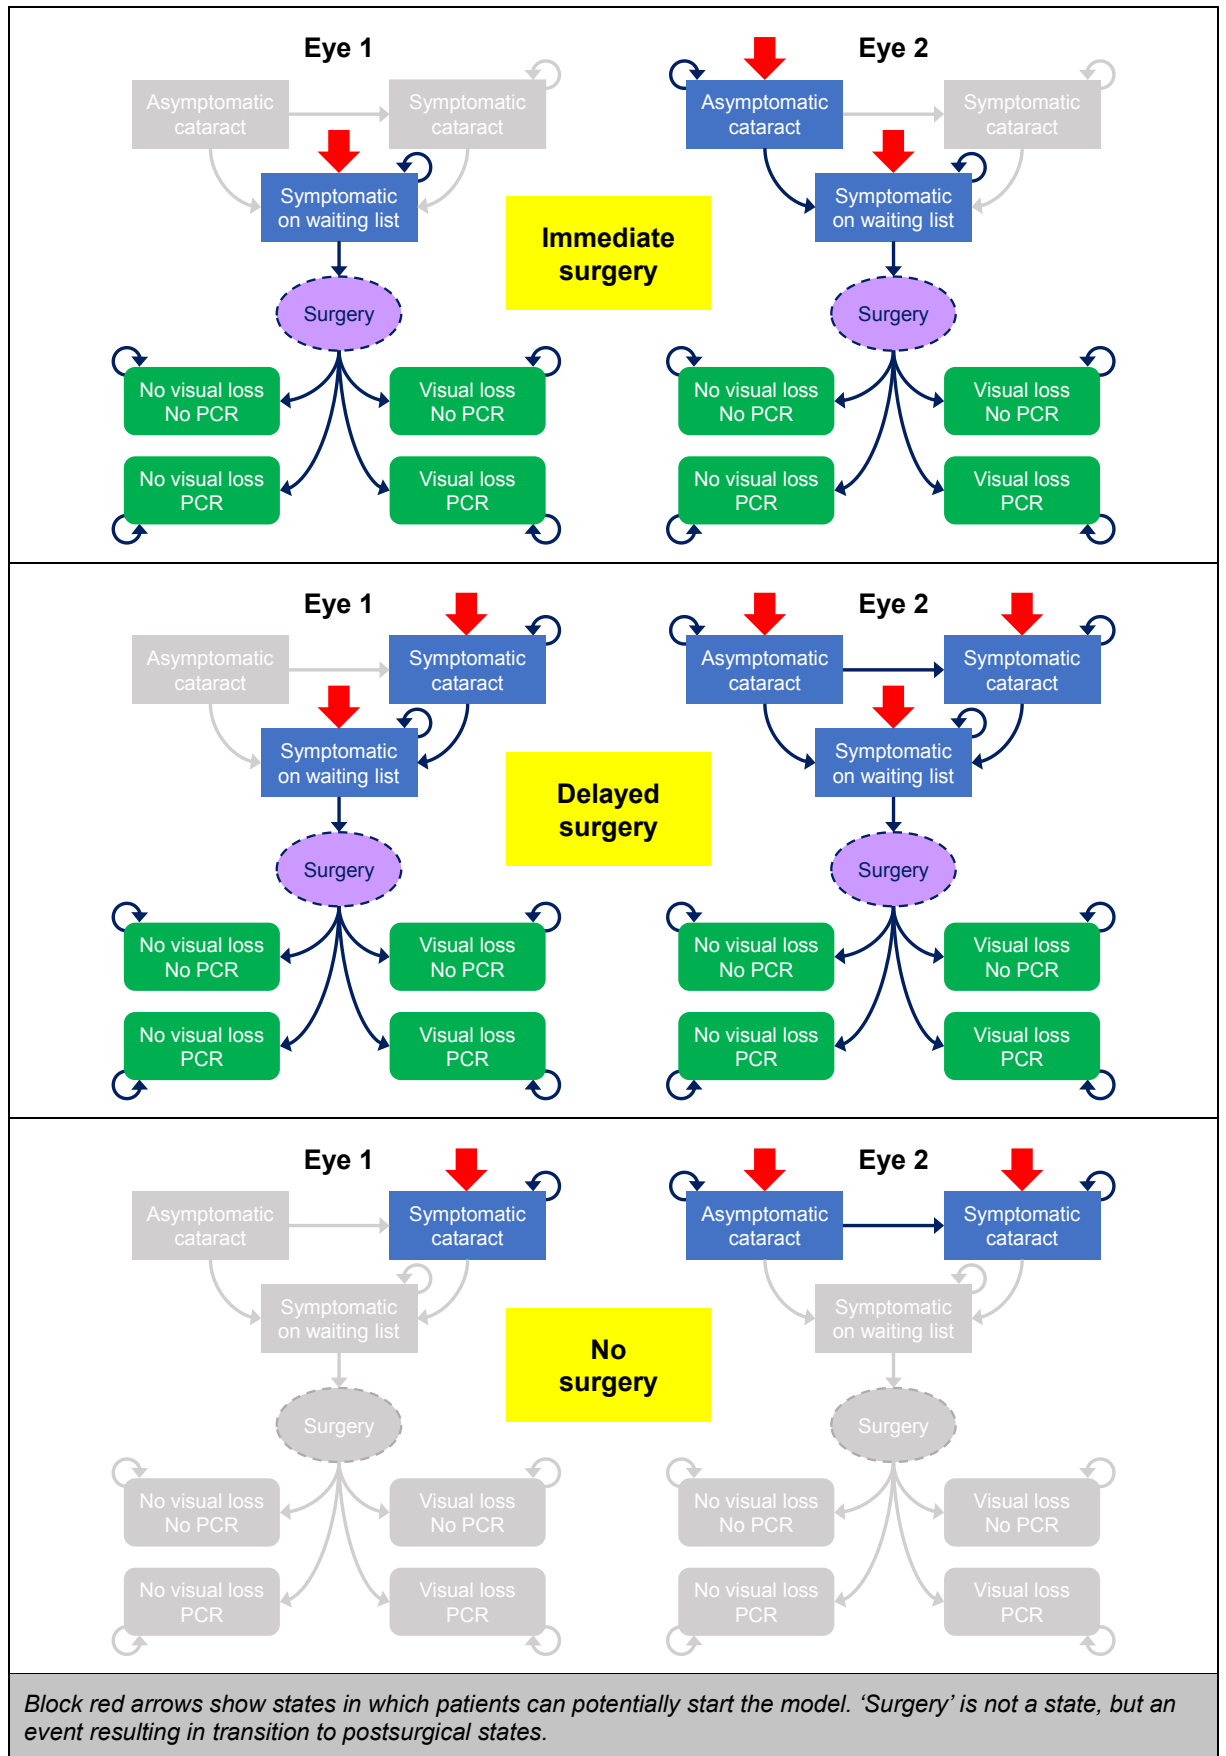 Eye 1
Eye 2
Asymptomatic
cataract
Symptomatic
cataract
Asymptomatic
cataract
Symptomatic
cataract
Symptomatic
on waiting list
Symptomatic
on waiting list
Immediate
surgery
Surgery
Surgery
No visual loss
No PCR
Visual loss
No PCR
No visual loss
No PCR
Visual loss
No PCR
No visual loss
PCR
Visual loss
PCR
No visual loss
PCR
Visual loss
PCR
Eye 1
Eye 2
Asymptomatic
cataract
Symptomatic
cataract
Asymptomatic
cataract
Symptomatic
cataract
Symptomatic
on waiting list
Symptomatic
on waiting list
Delayed
surgery
Surgery
Surgery
No visual loss
No PCR
Visual loss
No PCR
No visual loss
No PCR
Visual loss
No PCR
No visual loss
PCR
Visual loss
PCR
No visual loss
PCR
Visual loss
PCR
Eye 1
Eye 2
Asymptomatic
cataract
Symptomatic
cataract
Asymptomatic
cataract
Symptomatic
cataract
Symptomatic
on waiting list
Symptomatic
on waiting list
No
surgery
Surgery
Surgery
No visual loss
No PCR
Visual loss
No PCR
No visual loss
No PCR
Visual loss
No PCR
No visual loss
PCR
Visual loss
PCR
No visual loss
PCR
Visual loss
PCR
Block red arrows show states in which patients can potentially start the model. ‘Surgery’ is not a state, but an
event resulting in transition to postsurgical states.